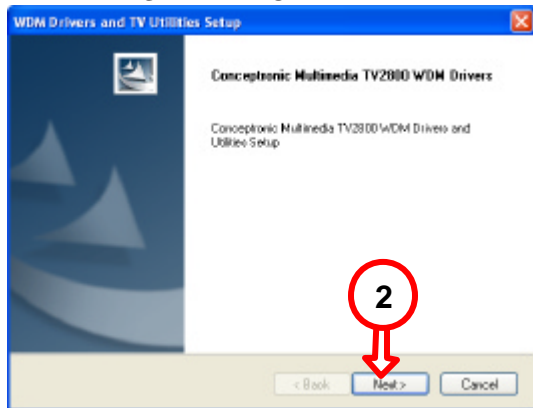 WDM Drivers and TV Utilities Setup
Conceptronic Multimedia TV2800 WDM Drivers
Conceptronic Multimedia TV2800 WDM Drivers and
Utilities Setup
2
< Back
Next >
Cancel